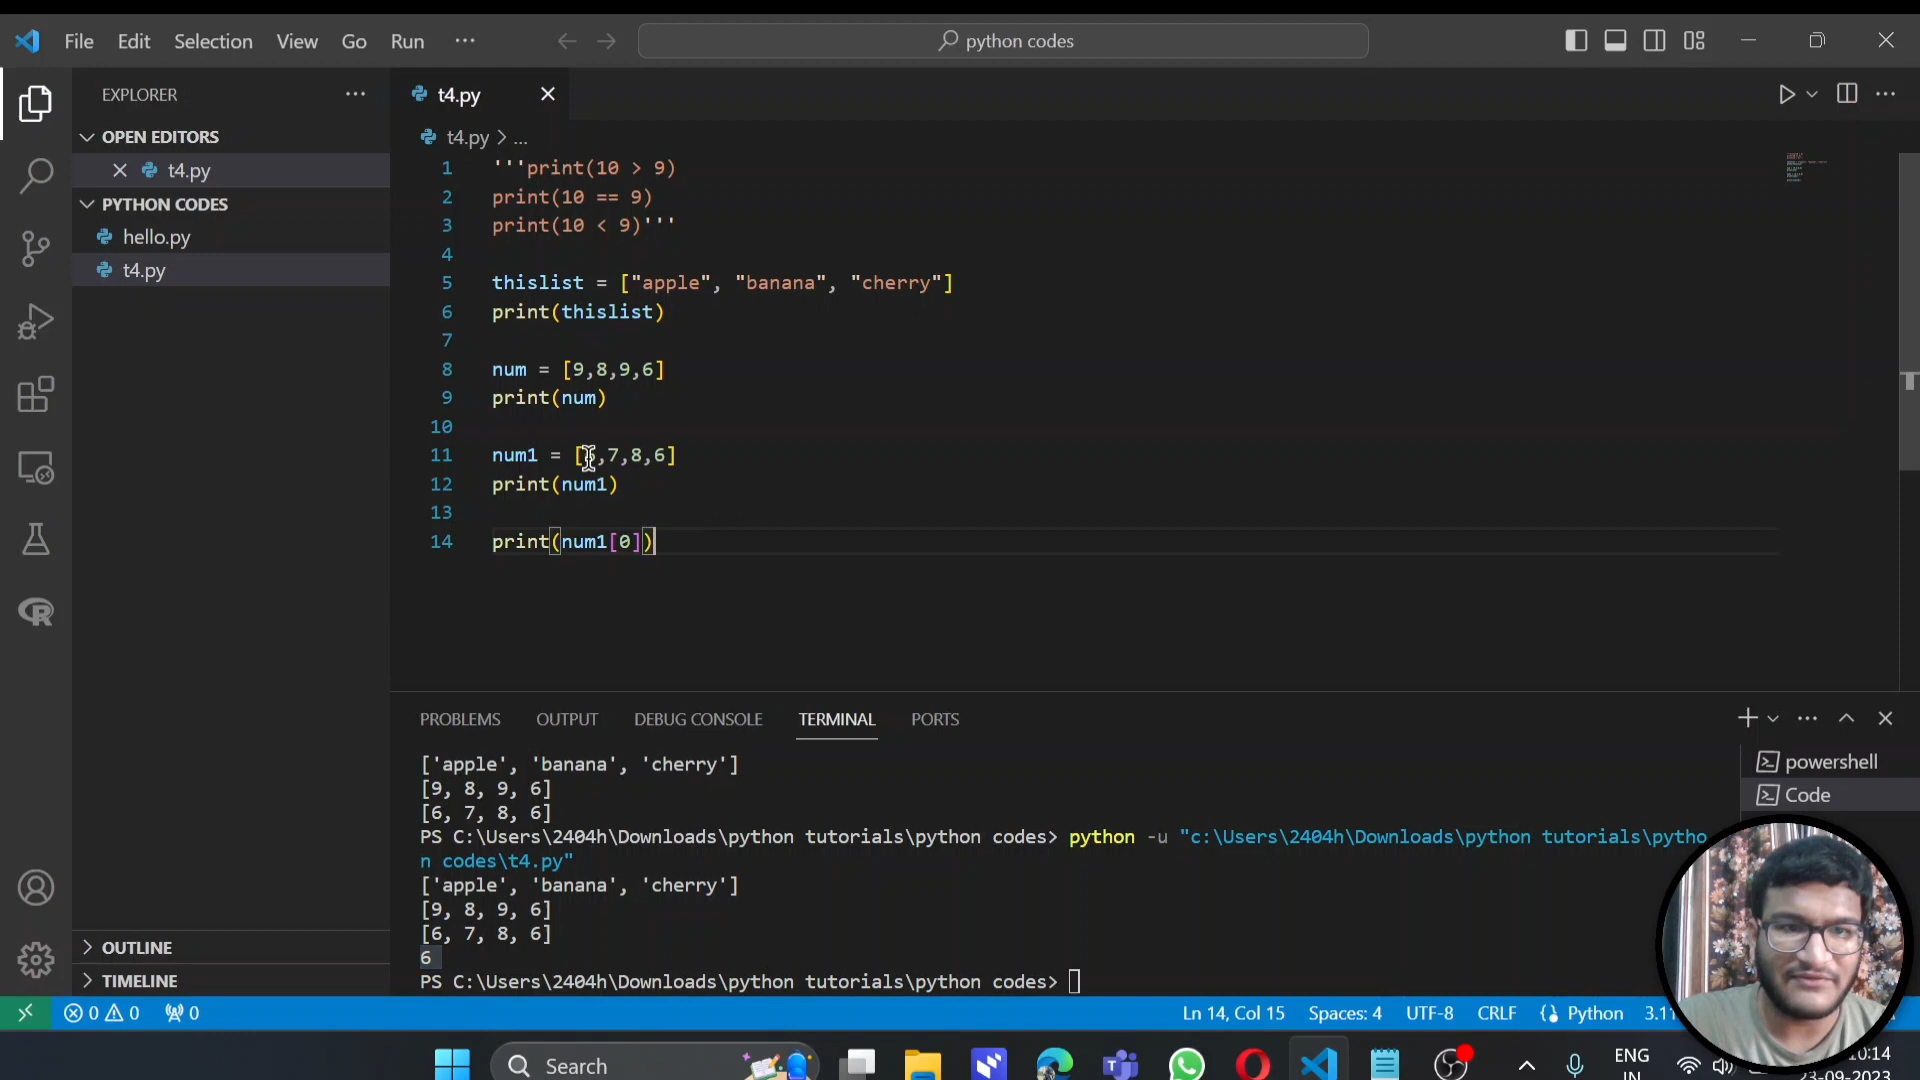 File Edit Selection View Go Run ···
python codes
EXPLORER
OPEN EDITORS
t4.py
PYTHON CODES
hello.py
t4.py
OUTLINE
TIMELINE
t4.py
t4.py > ...
1 '''print(10 > 9)
2 print(10 == 9)
3 print(10 < 9)'''
4
5 thislist = ["apple", "banana", "cherry"]
6 print(thislist)
7
8 num = [9,8,9,6]
9 print(num)
10
11 num1 = [6,7,8,6]
12 print(num1)
13
14 print(num1[0])
PROBLEMS OUTPUT DEBUG CONSOLE TERMINAL PORTS
['apple', 'banana', 'cherry']
[9, 8, 9, 6]
[6, 7, 8, 6]
PS C:\Users\2404h\Downloads\python tutorials\python codes> python -u "c:\Users\2404h\Downloads\python tutorials\pytho
n codes\t4.py"
['apple', 'banana', 'cherry']
[9, 8, 9, 6]
[6, 7, 8, 6]
6
PS C:\Users\2404h\Downloads\python tutorials\python codes>
powershell
Code
0 0 0
Ln 14, Col 15 Spaces: 4 UTF-8 CRLF Python
Search
ENG
IN
10:14
23-09-2023